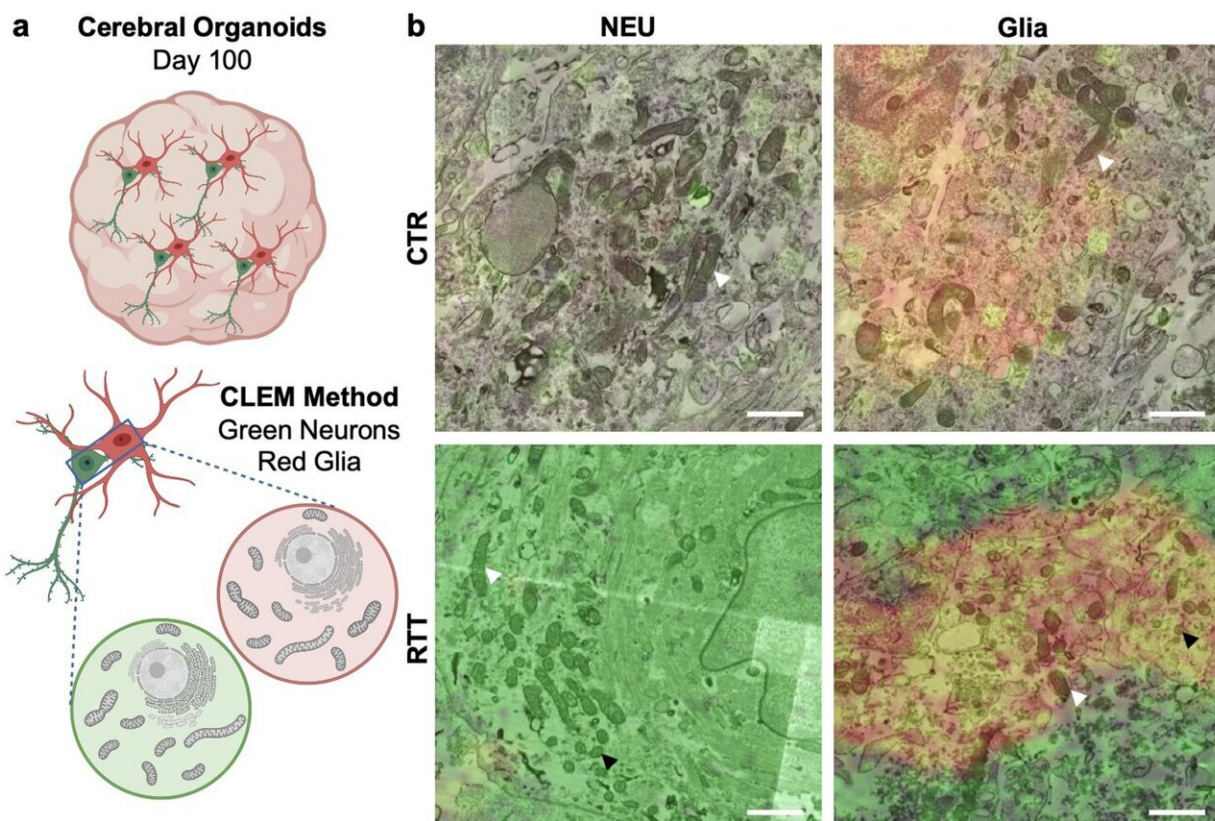 a
Cerebral Organoids
Day 100
CLEM Method
Green Neurons
Red Glia
b
NEU
Glia
CTR
RTT